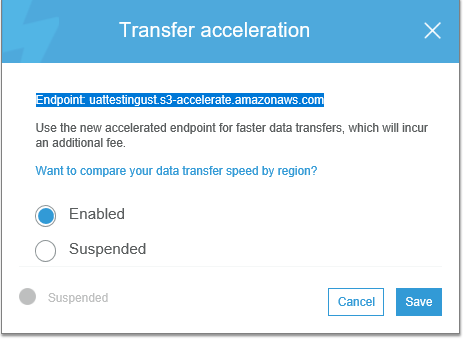 Transfer acceleration
Endpoint: uattestingust.s3-accelerate.amazonaws.com
Use the new accelerated endpoint for faster data transfers, which will incur
an additional fee.
Want to compare your data transfer speed by region?
Enabled
Suspended
Suspended
Cancel
Save